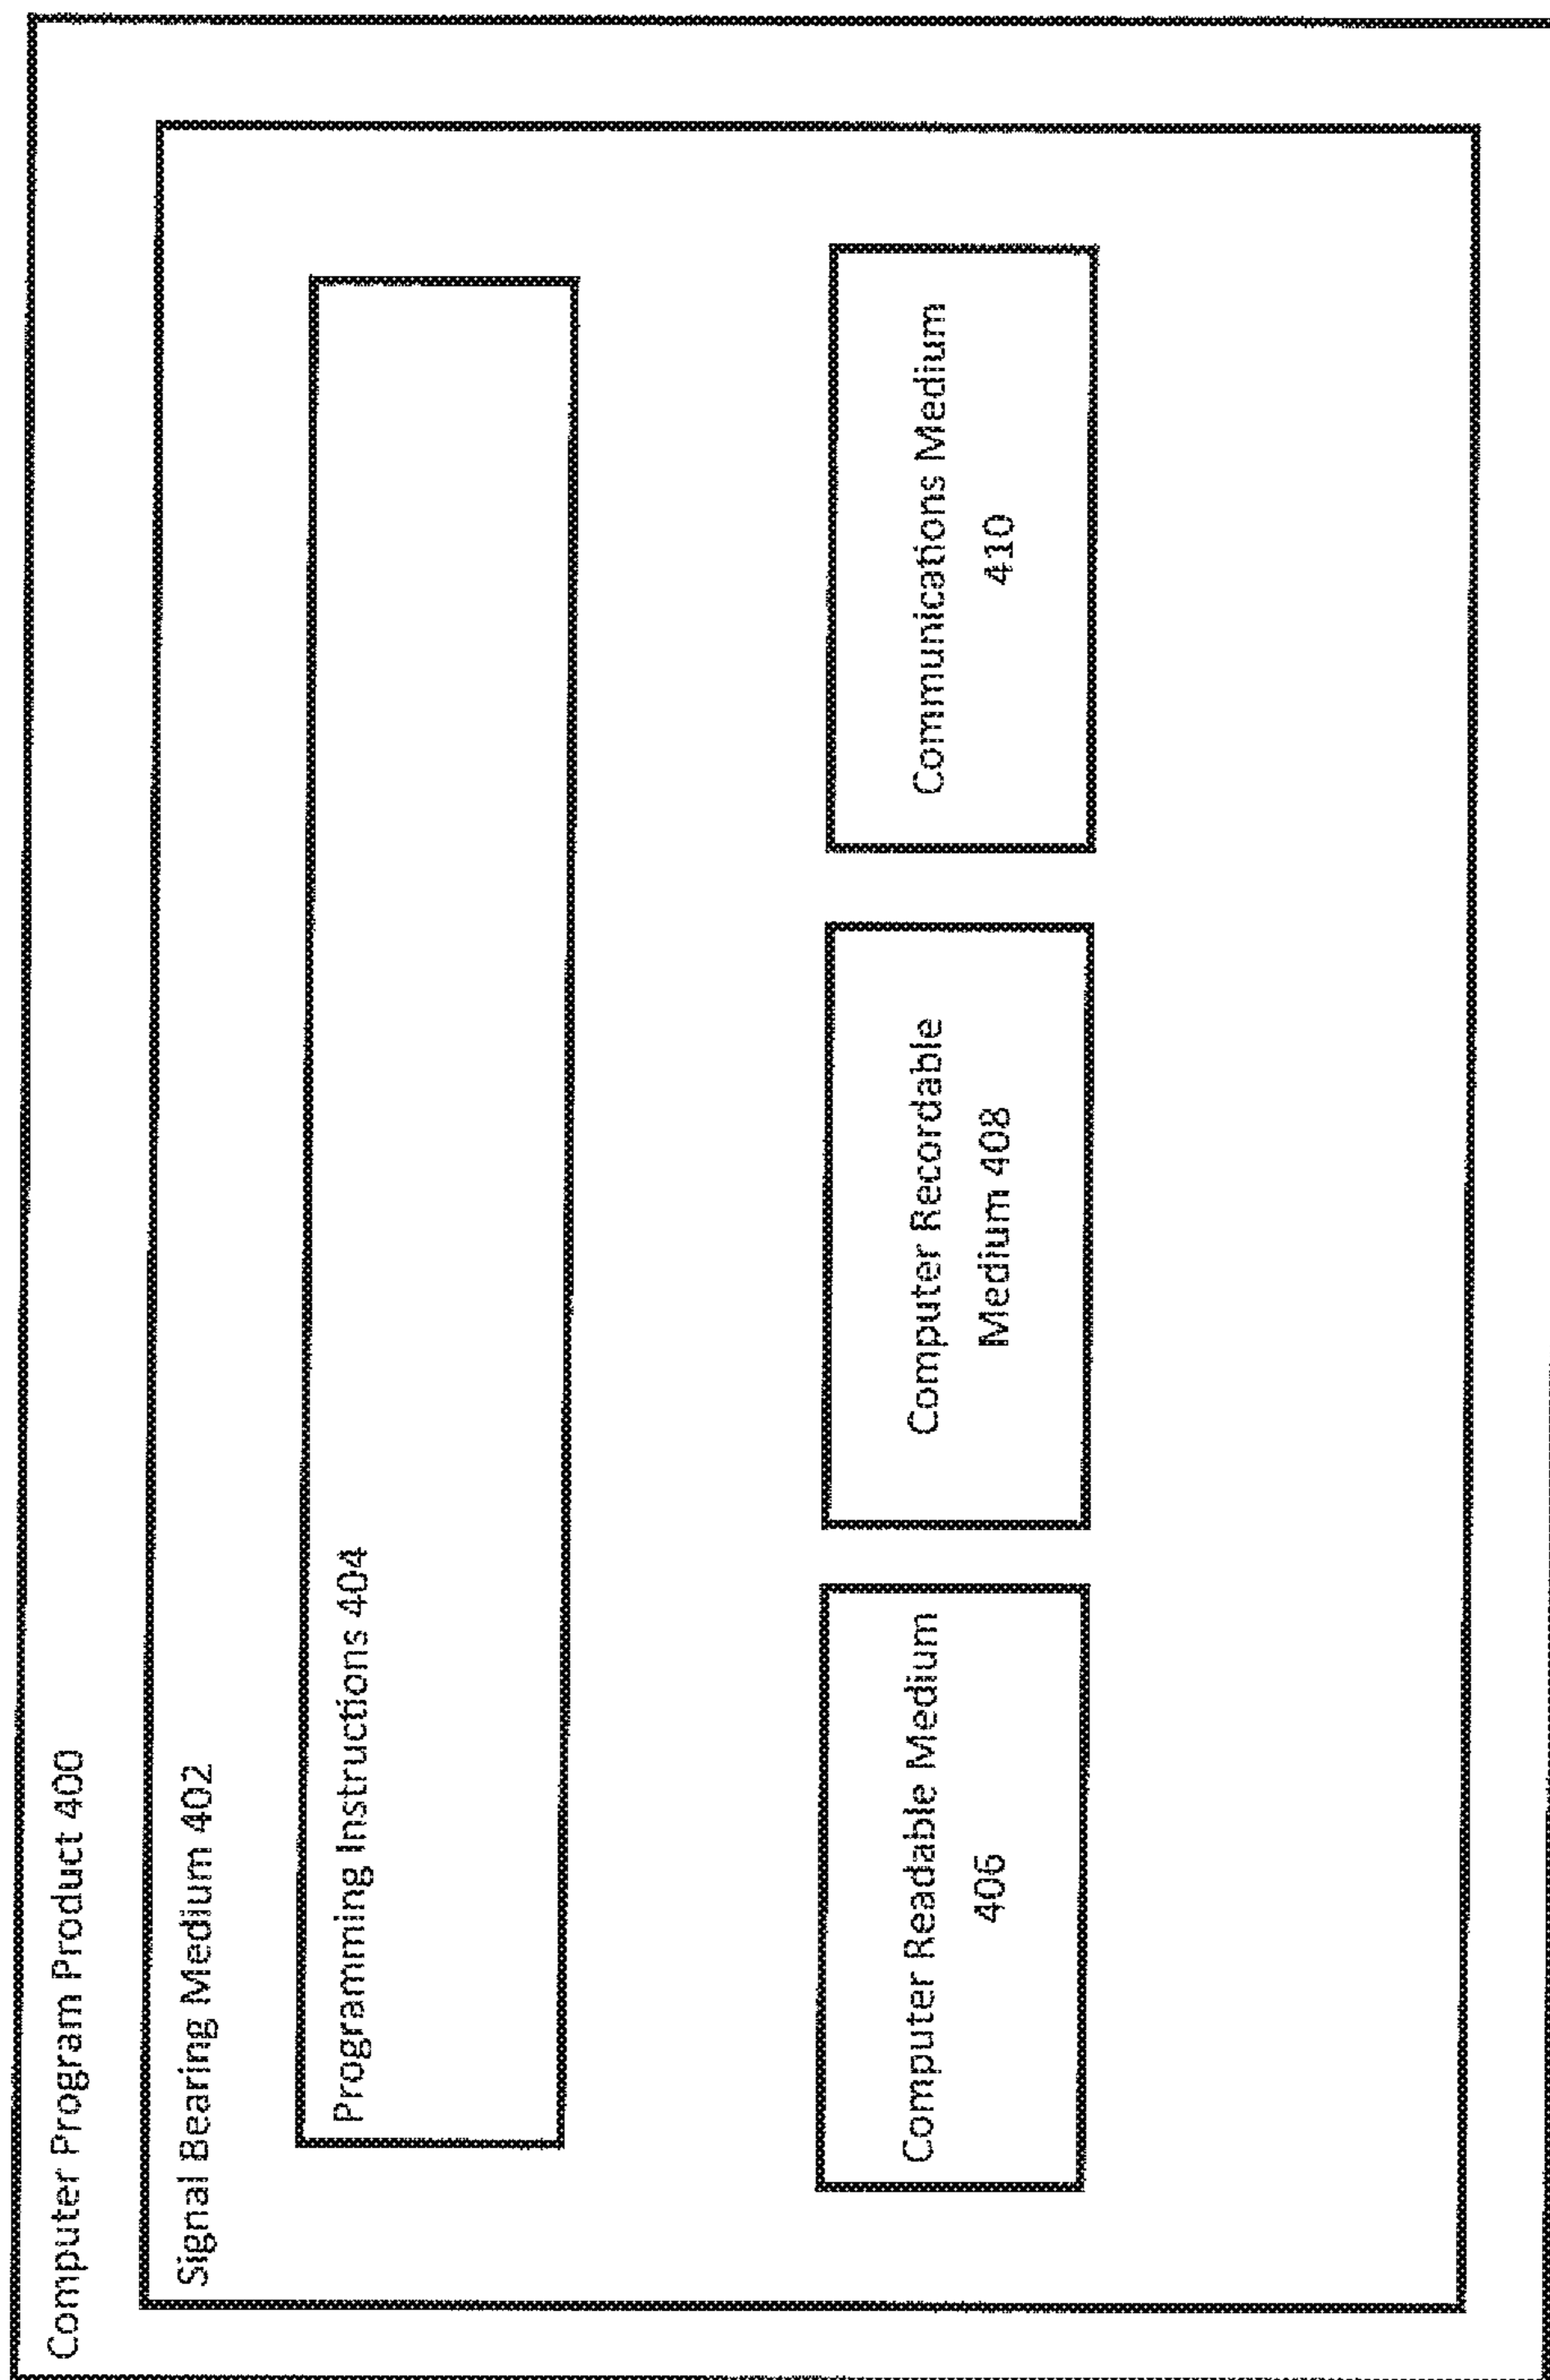 Computer Program Product 400
Signal Bearing Medium 402
Programming Instructions 404
Computer Readable Medium
406
Computer Recordable
Medium 408
Communications Medium
410